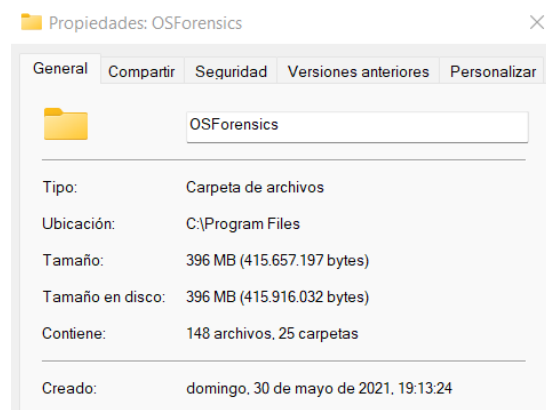 Propiedades: OSForensics
General Compartir Seguridad Versiones anteriores Personalizar
OSForensics
Tipo: Carpeta de archivos
Ubicación: C:\Program Files
Tamaño: 396 MB (415.657.197 bytes)
Tamaño en disco: 396 MB (415.916.032 bytes)
Contiene: 148 archivos, 25 carpetas
Creado: domingo, 30 de mayo de 2021, 19:13:24